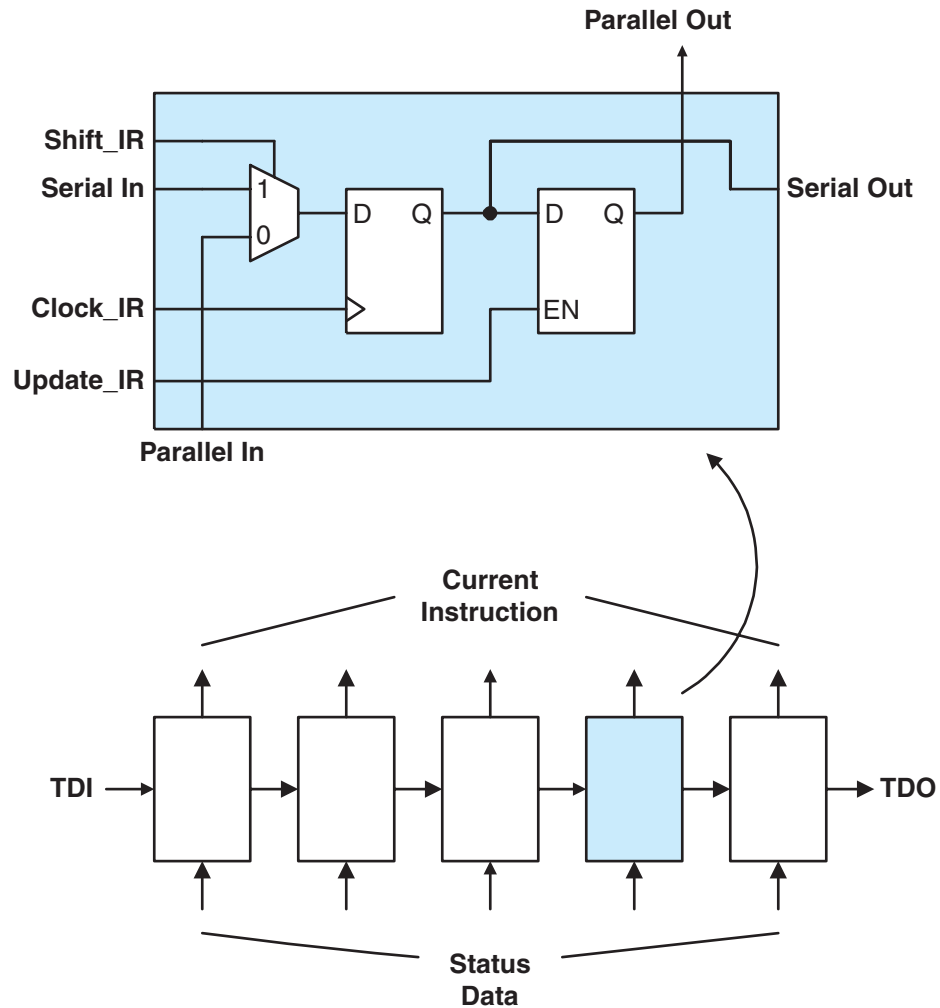 Parallel Out
Shift_IR
Serial In
1
D
Q
D
Q
Serial Out
0
Clock_IR
EN
Update_IR
Parallel In
Current
Instruction
TDI
TDO
Status
Data